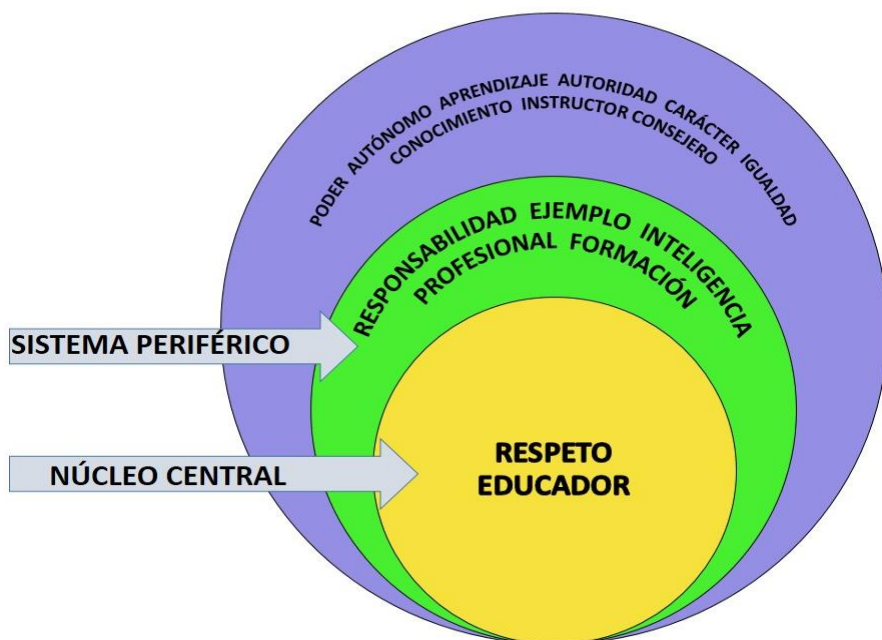 PODER AUTÓNOMO APRENDIZAJE AUTORIDAD CARÁCTER IGUALDAD
CONOCIMIENTO INSTRUCTOR CONSEJERO
RESPONSABILIDAD EJEMPLO INTELIGENCIA
PROFESIONAL FORMACIÓN
SISTEMA PERIFÉRICO
RESPETO
EDUCADOR
NÚCLEO CENTRAL